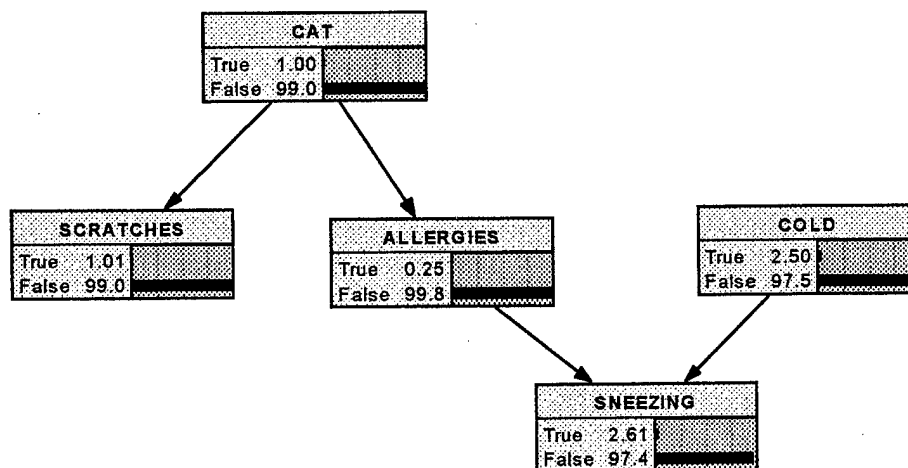 CAT
True 1.00
False 99.0
SCRATCHES
True 1.01
False 99.0
ALLERGIES
True 0.25
False 99.8
COLD
True 2.50
False 97.5
SNEEZING
True 2.61
False 97.4